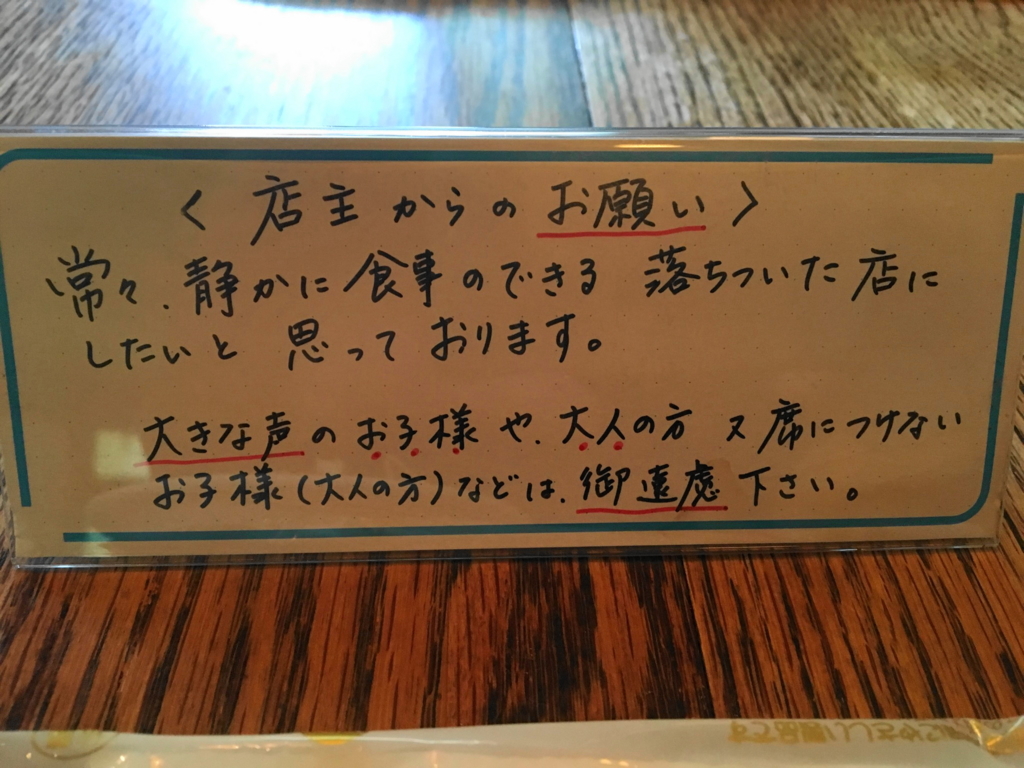 〈 店主からのお願い 〉
常々、静かに食事のできる 落ちついた店に
したいと 思っております。
大きな声のお子様や、大人の方 又席につけない
お子様(大人の方)などは、御遠慮下さい。